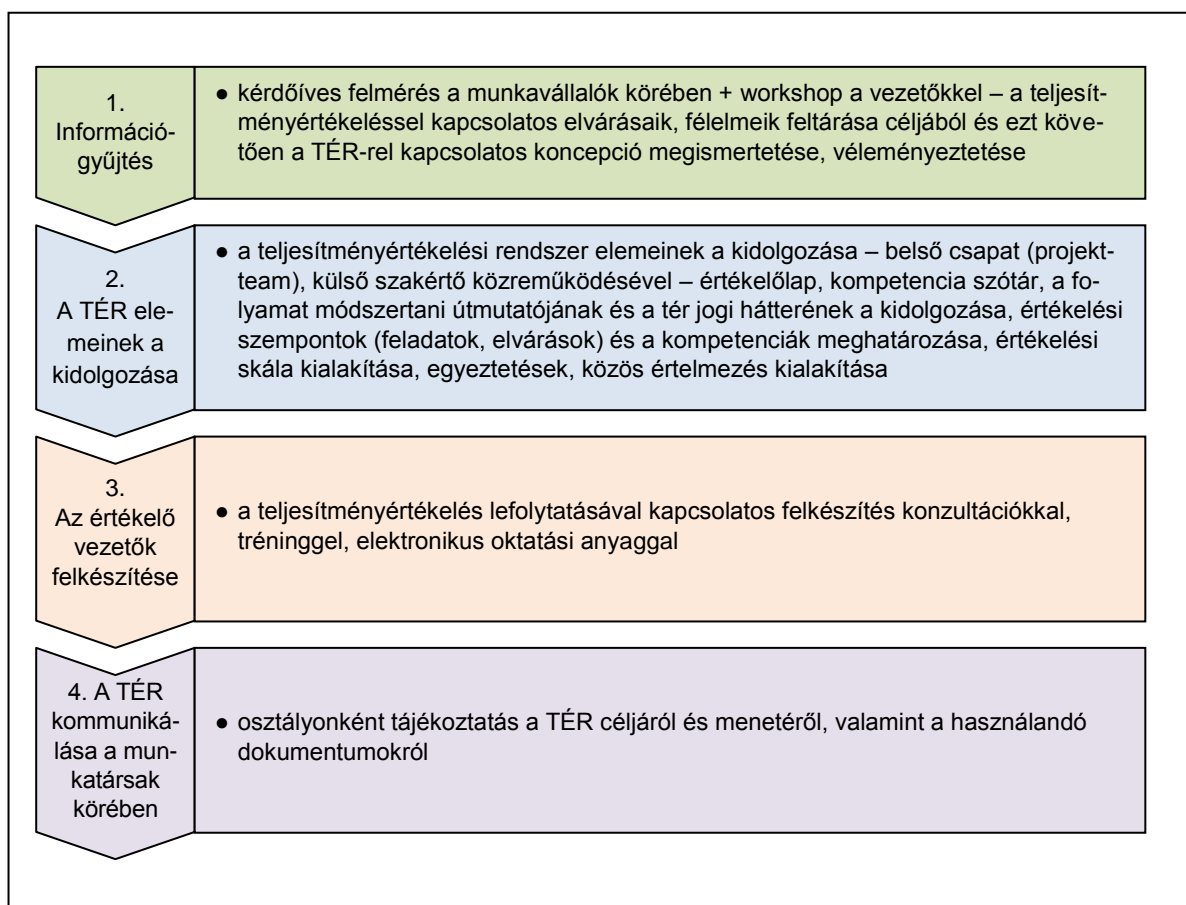 1.
Információ-
gyűjtés
● kérdőíves felmérés a munkavállalók körében + workshop a vezetőkkel – a teljesít-
ményértékeléssel kapcsolatos elvárásaik, félelmeik feltárása céljából és ezt köve-
tően a TÉR-rel kapcsolatos koncepció megismertetése, véleményeztetése
2.
A TÉR ele-
meinek a
kidolgozása
● a teljesítményértékelési rendszer elemeinek a kidolgozása – belső csapat (projekt-
team), külső szakértő közreműködésével – értékelőlap, kompetencia szótár, a fo-
lyamat módszertani útmutatójának és a tér jogi hátterének a kidolgozása, értékelési
szempontok (feladatok, elvárások) és a kompetenciák meghatározása, értékelési
skála kialakítása, egyeztetések, közös értelmezés kialakítása
3.
Az értékelő
vezetők
felkészítése
● a teljesítményértékelés lefolytatásával kapcsolatos felkészítés konzultációkkal,
tréninggel, elektronikus oktatási anyaggal
4. A TÉR
kommuniká-
lása a mun-
katársak
körében
● osztályonként tájékoztatás a TÉR céljáról és menetéről, valamint a használandó
dokumentumokról